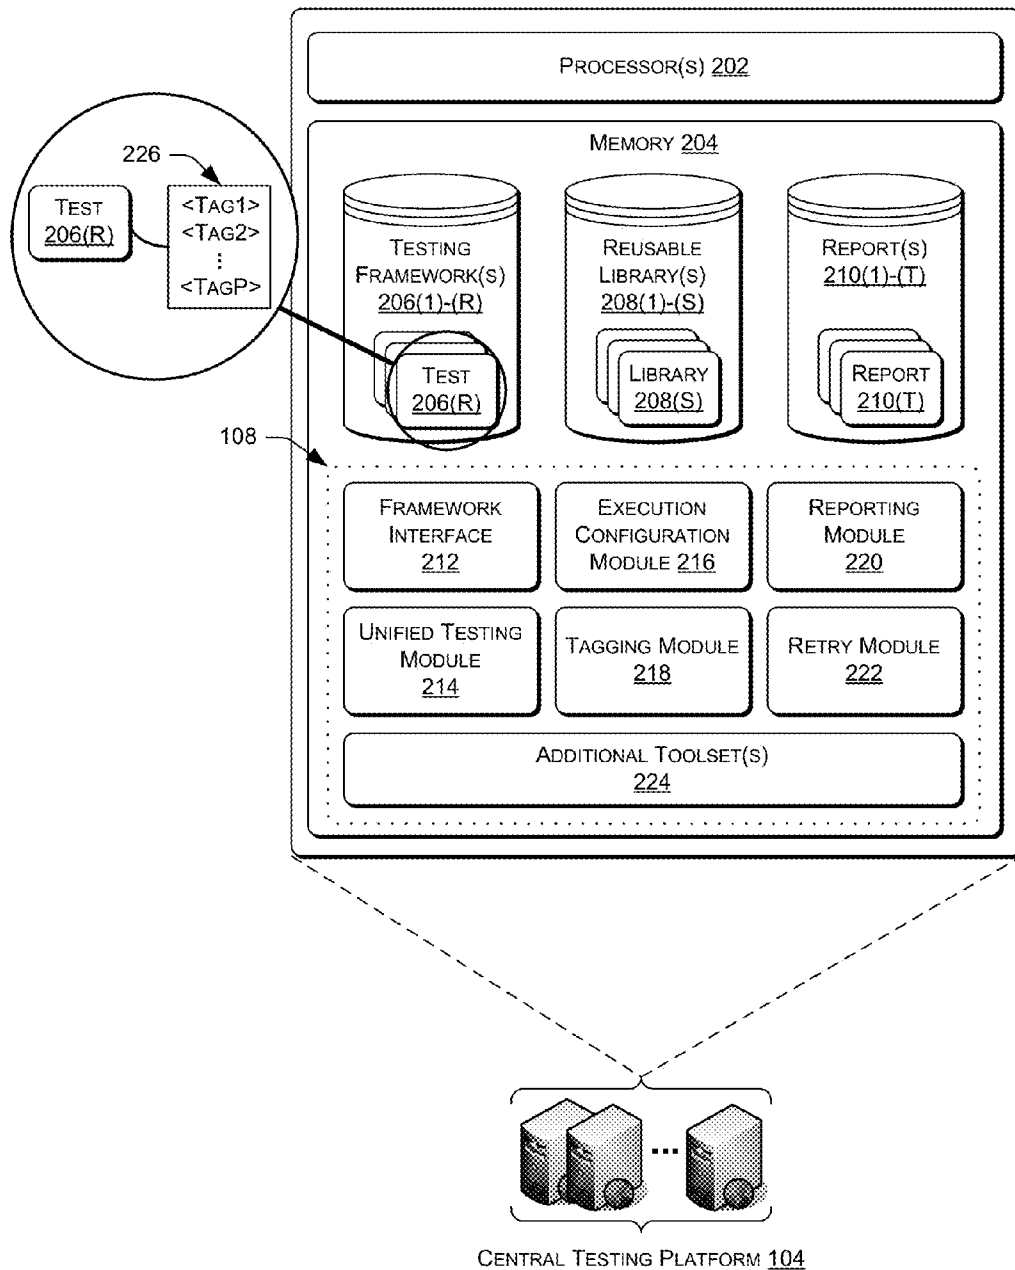 PROCESSOR(S) 202
MEMORY 204
226
TEST
206(R)
<TAG1>
<TAG2>
⋮
<TAGP>
TESTING
FRAMEWORK(S)
206(1)-(R)
TEST
206(R)
REUSABLE
LIBRARY(S)
208(1)-(S)
LIBRARY
208(S)
REPORT(S)
210(1)-(T)
REPORT
210(T)
108
FRAMEWORK
INTERFACE
212
EXECUTION
CONFIGURATION
MODULE 216
REPORTING
MODULE
220
UNIFIED TESTING
MODULE
214
TAGGING MODULE
218
RETRY MODULE
222
ADDITIONAL TOOLSET(S)
224
...
CENTRAL TESTING PLATFORM 104